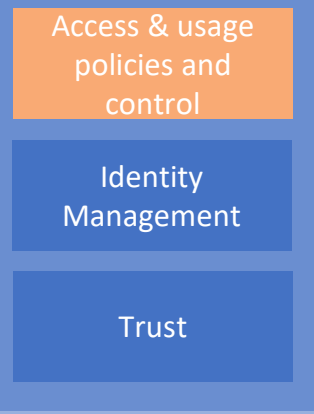 Access & usage
policies and
control
Identity
Management
Trust